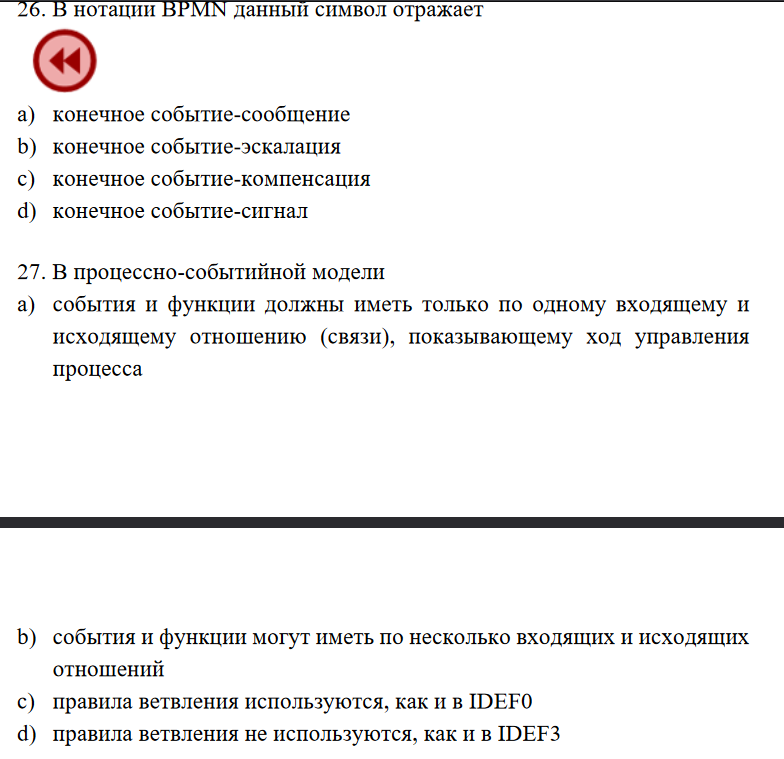 26. В нотации BPMN данный символ отражает
a) конечное событие-сообщение
b) конечное событие-эскалация
c) конечное событие-компенсация
d) конечное событие-сигнал
27. В процессно-событийной модели
a) события и функции должны иметь только по одному входящему и
исходящему отношению (связи), показывающему ход управления
процесса
b) события и функции могут иметь по несколько входящих и исходящих
отношений
c) правила ветвления используются, как и в IDEF0
d) правила ветвления не используются, как и в IDEF3